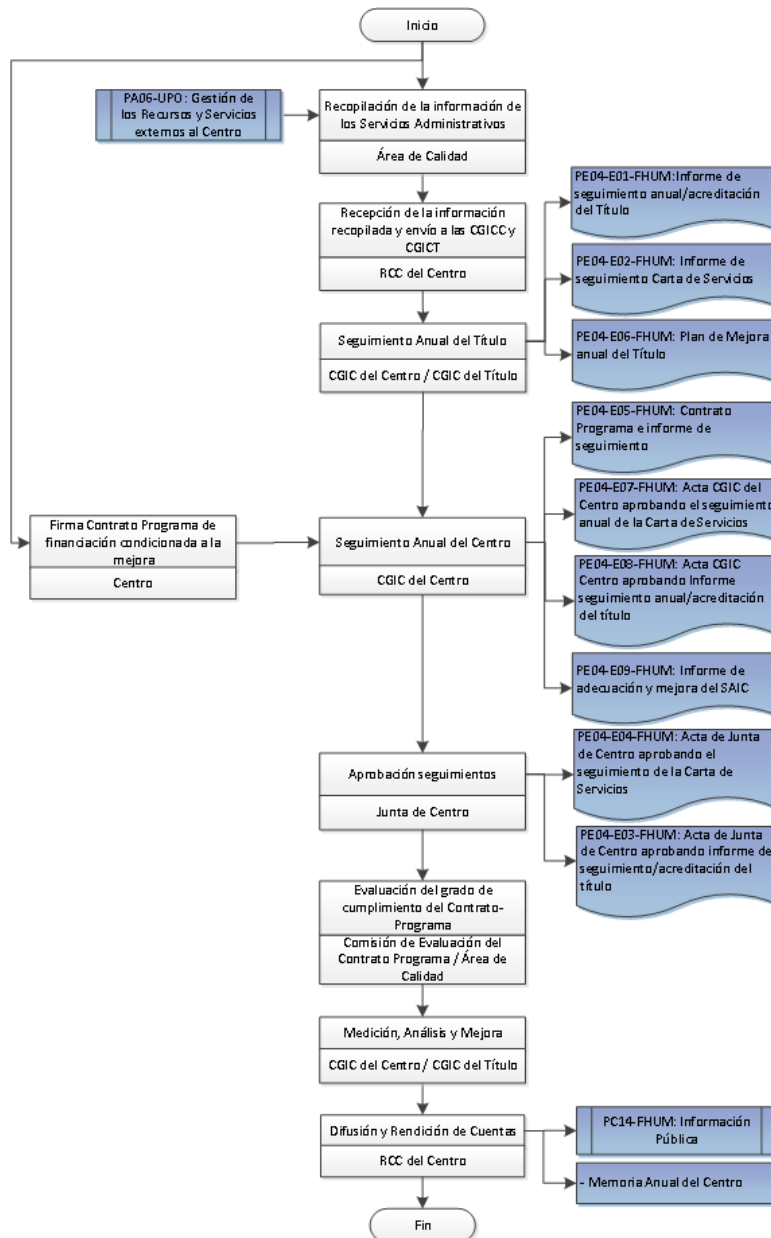 Inicio
PA06-UPO: Gestión de
los Recursos y Servicios
externos al Centro
Recopilación de la información de
los Servicios Administrativos
Área de Calidad
Recepción de la información
recopilada y envío a las CGICC y
CGICT
RCC del Centro
PE04-E01-FHUM:Informe de
seguimiento anual/acreditación
del Título
PE04-E02-FHUM: Informe de
seguimiento Carta de Servicios
Seguimiento Anual del Título
CGIC del Centro / CGIC del Título
PE04-E06-FHUM: Plan de Mejora
anual del Título
PE04-E05-FHUM: Contrato
Programa e informe de
seguimiento
PE04-E07-FHUM: Acta CGIC del
Centro aprobando el seguimiento
anual de la Carta de Servicios
Firma Contrato Programa de
financiación condicionada a la
mejora
Centro
Seguimiento Anual del Centro
CGIC del Centro
PE04-E08-FHUM: Acta CGIC
Centro aprobando Informe
seguimiento anual/acreditación
del título
PE04-E09-FHUM: Informe de
adecuación y mejora del SAIC
PE04-E04-FHUM: Acta de Junta
de Centro aprobando el
seguimiento de la Carta de
Servicios
Aprobación seguimientos
Junta de Centro
PE04-E03-FHUM: Acta de Junta
de Centro aprobando informe de
seguimiento/acreditación del
título
Evaluación del grado de
cumplimiento del Contrato-
Programa
Comisión de Evaluación del
Contrato Programa / Área de
Calidad
Medición, Análisis y Mejora
CGIC del Centro / CGIC del Título
Difusión y Rendición de Cuentas
RCC del Centro
PC14-FHUM: Información
Pública
- Memoria Anual del Centro
Fin